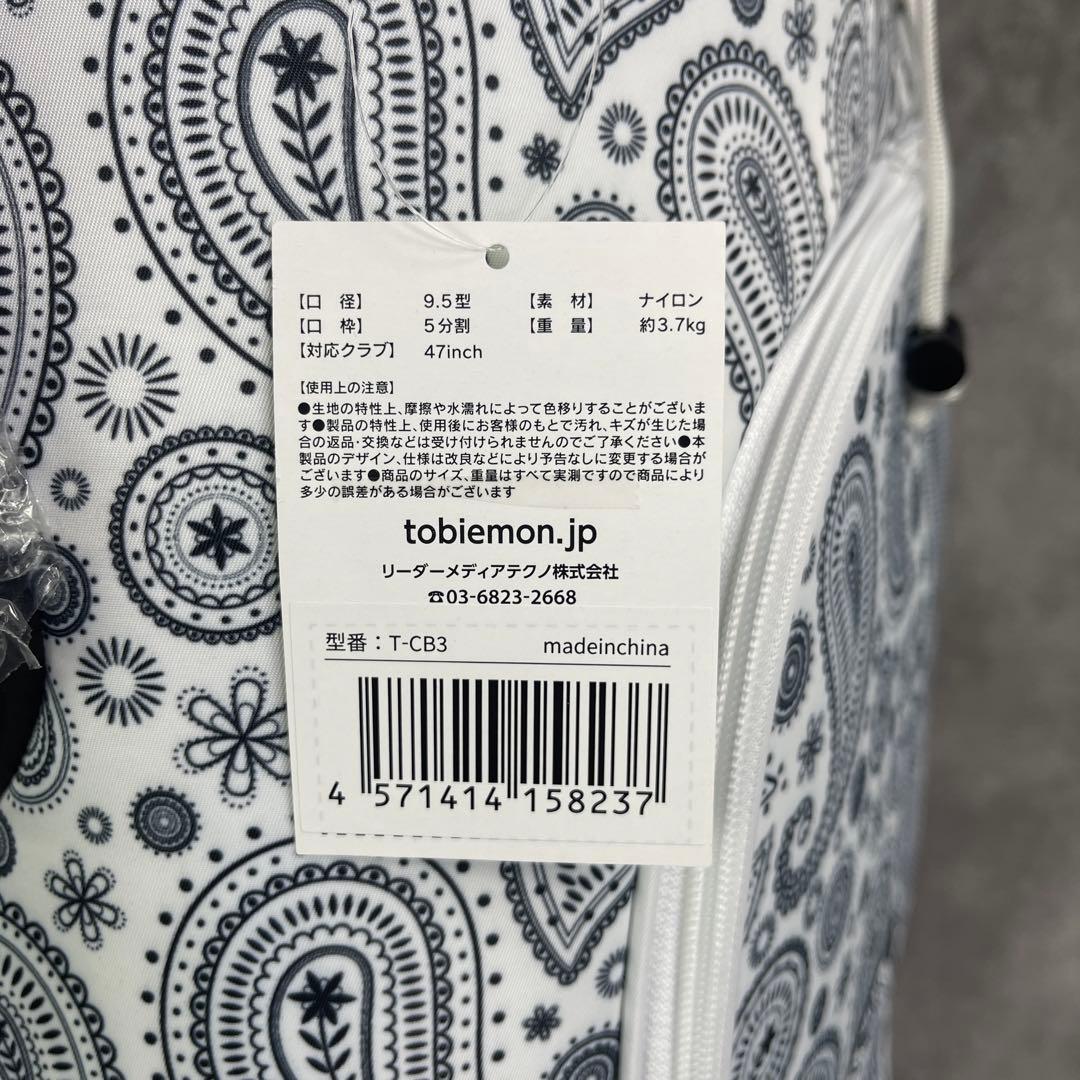 【口　径】 9.5型 【素　材】 ナイロン
【口　枠】 5分割 【重　量】 約3.7kg
【対応クラブ】 47inch
【使用上の注意】
●生地の特性上、摩擦や水濡れによって色移りすることがございま
す●製品の特性上、使用後にお客様のもとで汚れ、キズが生じた場
合の返品・交換などは受け付けられませんのでご了承ください●本
製品のデザイン、仕様は改良などにより予告なしに変更する場合が
ございます●商品のサイズ、重量はすべて実測ですので商品により
多少の誤差がある場合がございます
tobiemon.jp
リーダーメディアテクノ株式会社
☎03-6823-2668
型番：T-CB3 madeinchina
4 571414 158237